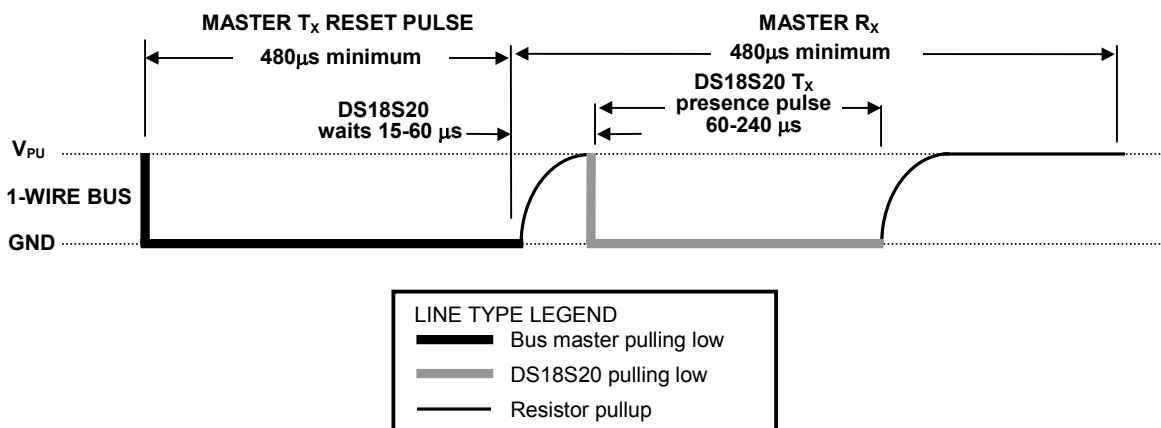 MASTER TX RESET PULSE
480μs minimum
MASTER RX
480μs minimum
DS18S20
waits 15-60 μs
DS18S20 TX
presence pulse
60-240 μs
VPU
1-WIRE BUS
GND
LINE TYPE LEGEND
Bus master pulling low
DS18S20 pulling low
Resistor pullup